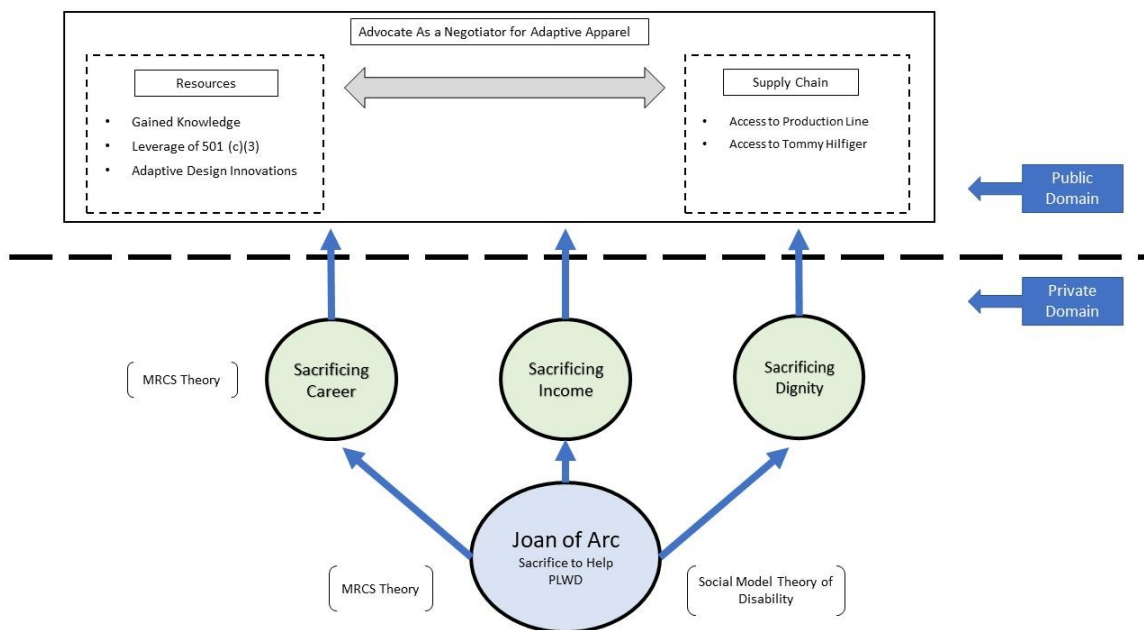 Advocate As a Negotiator for Adaptive Apparel
Resources
• Gained Knowledge
• Leverage of 501 (c)(3)
• Adaptive Design Innovations
Supply Chain
• Access to Production Line
• Access to Tommy Hilfiger
Public
Domain
Private
Domain
MRCS Theory
Sacrificing
Career
Sacrificing
Income
Sacrificing
Dignity
Joan of Arc
Sacrifice to Help
PLWD
MRCS Theory
Social Model Theory of
Disability